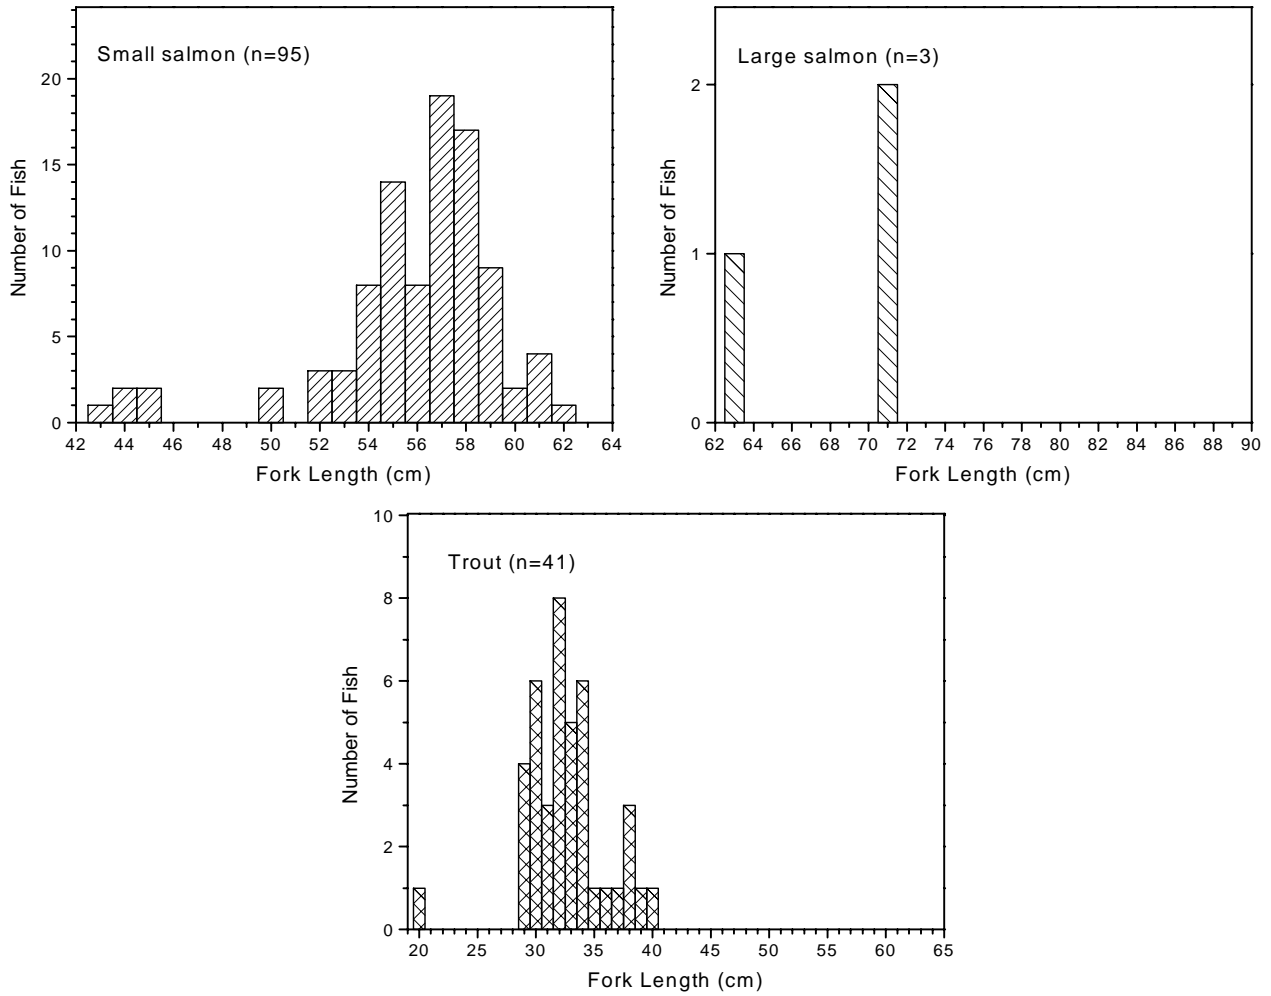 Small salmon (n=95)
20
15
10
5
0
Number of Fish
42 44 46 48 50 52 54 56 58 60 62 64
Fork Length (cm)
Large salmon (n=3)
2
1
0
Number of Fish
62 64 66 68 70 72 74 76 78 80 82 84 86 88 90
Fork Length (cm)
Trout (n=41)
10
8
6
4
2
0
Number of Fish
20 25 30 35 40 45 50 55 60 65
Fork Length (cm)